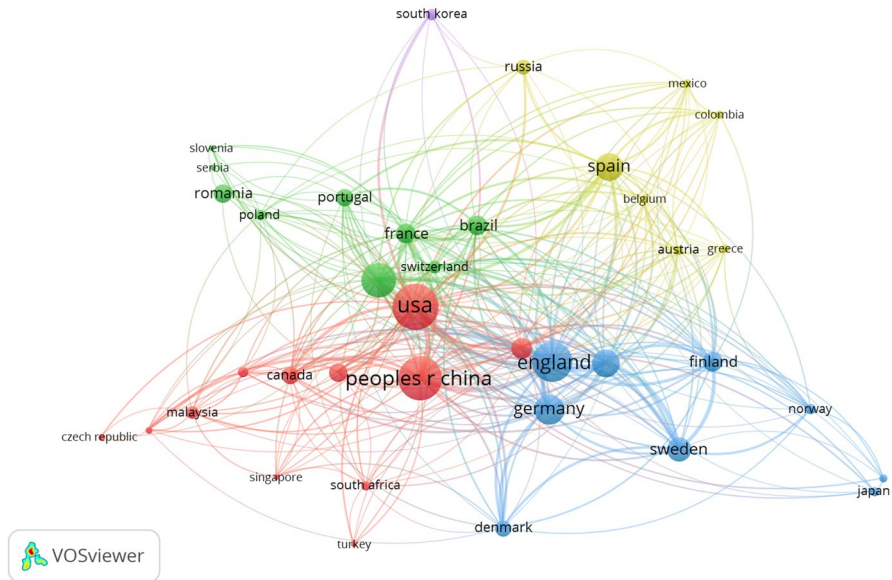 south korea
russia
mexico
colombia
slovenia
serbia
spain
romania
portugal
belgium
poland
brazil
france
austria
greece
switzerland
usa
england
finland
canada
peoples r china
germany
norway
malaysia
czech republic
sweden
singapore
south africa
japan
denmark
turkey
VOSviewer